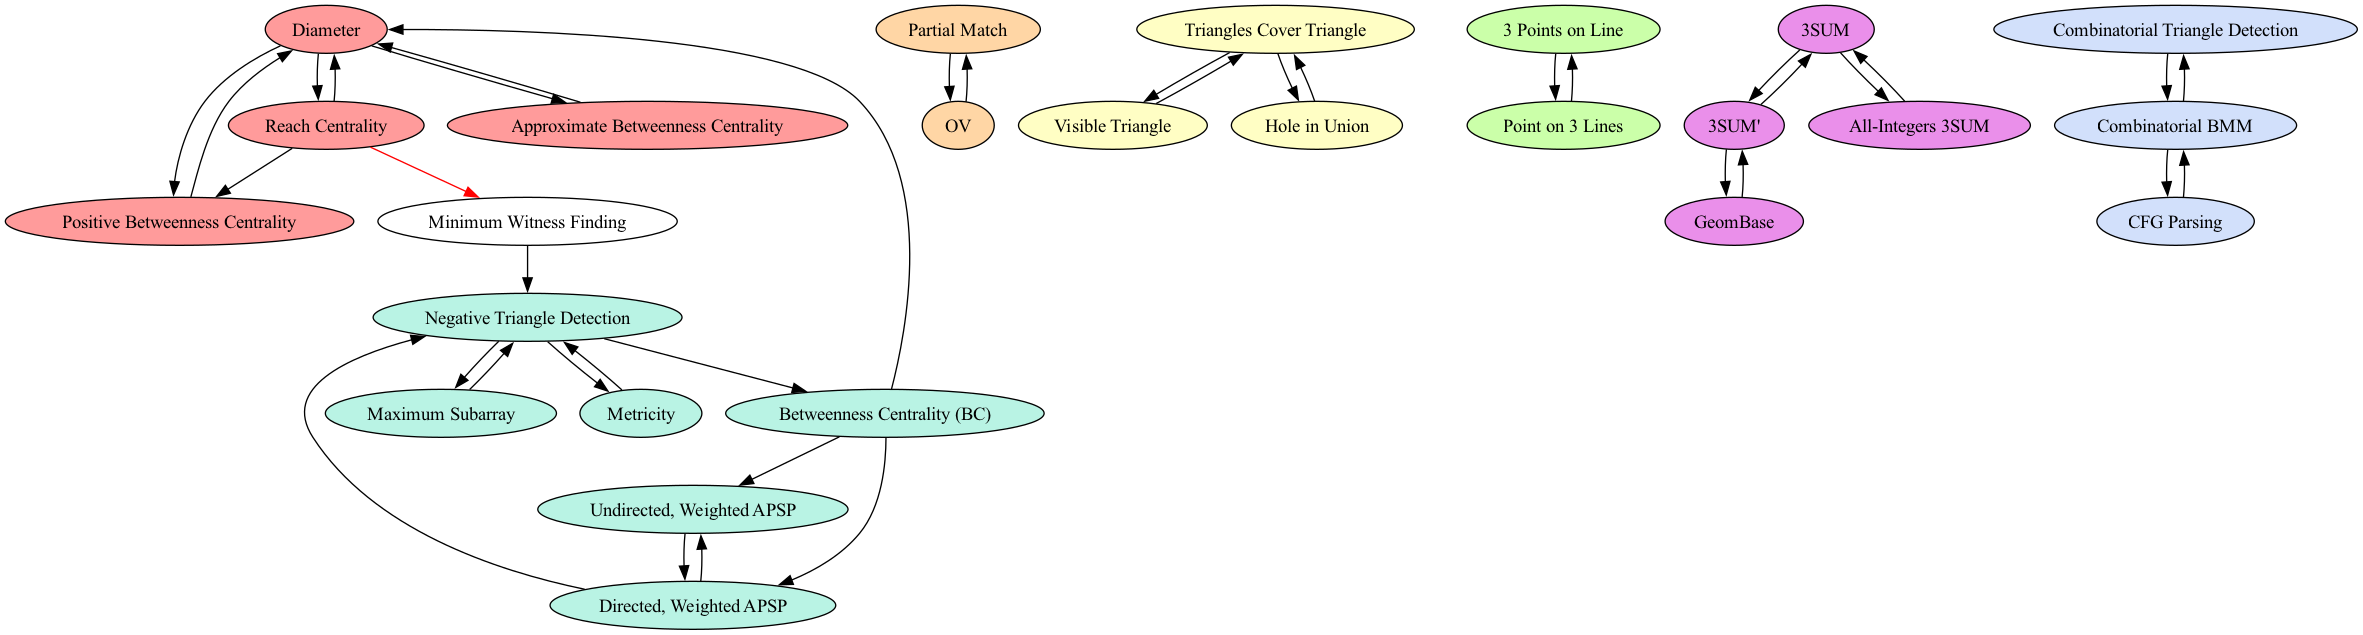 Diameter
Partial Match
Triangles Cover Triangle
3 Points on Line
3SUM
Combinatorial Triangle Detection
Reach Centrality
Approximate Betweenness Centrality
OV
Visible Triangle
Hole in Union
Point on 3 Lines
3SUM'
All-Integers 3SUM
Combinatorial BMM
Positive Betweenness Centrality
Minimum Witness Finding
GeomBase
CFG Parsing
Negative Triangle Detection
Maximum Subarray
Metricity
Betweenness Centrality (BC)
Undirected, Weighted APSP
Directed, Weighted APSP